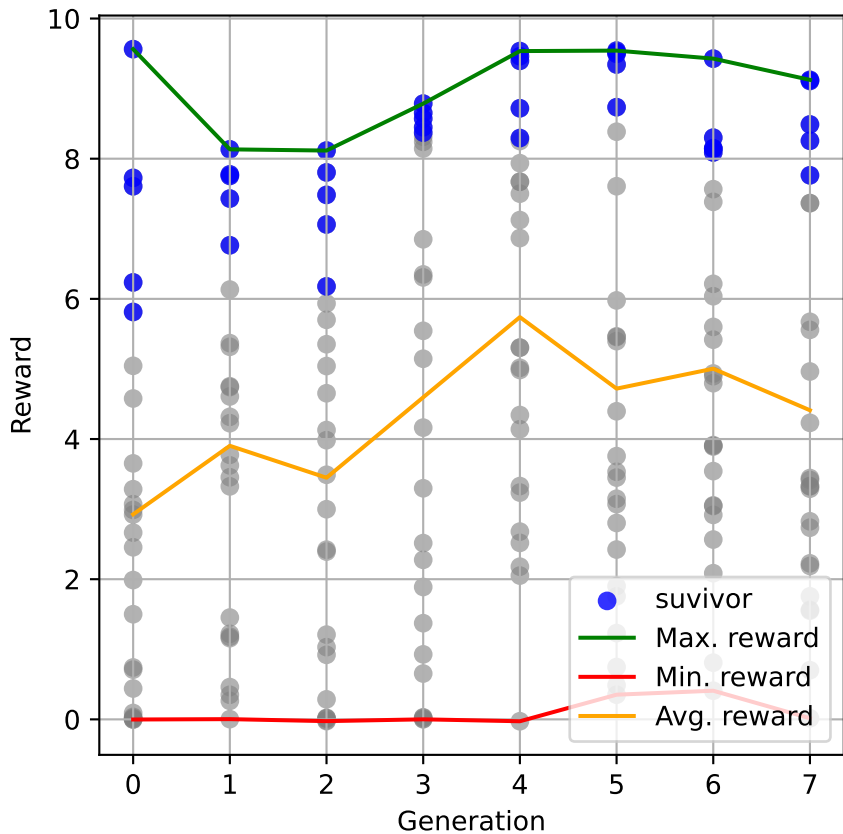 10
8
6
4
2
0
Reward
suvivor
Max. reward
Min. reward
Avg. reward
0 1 2 3 4 5 6 7
Generation